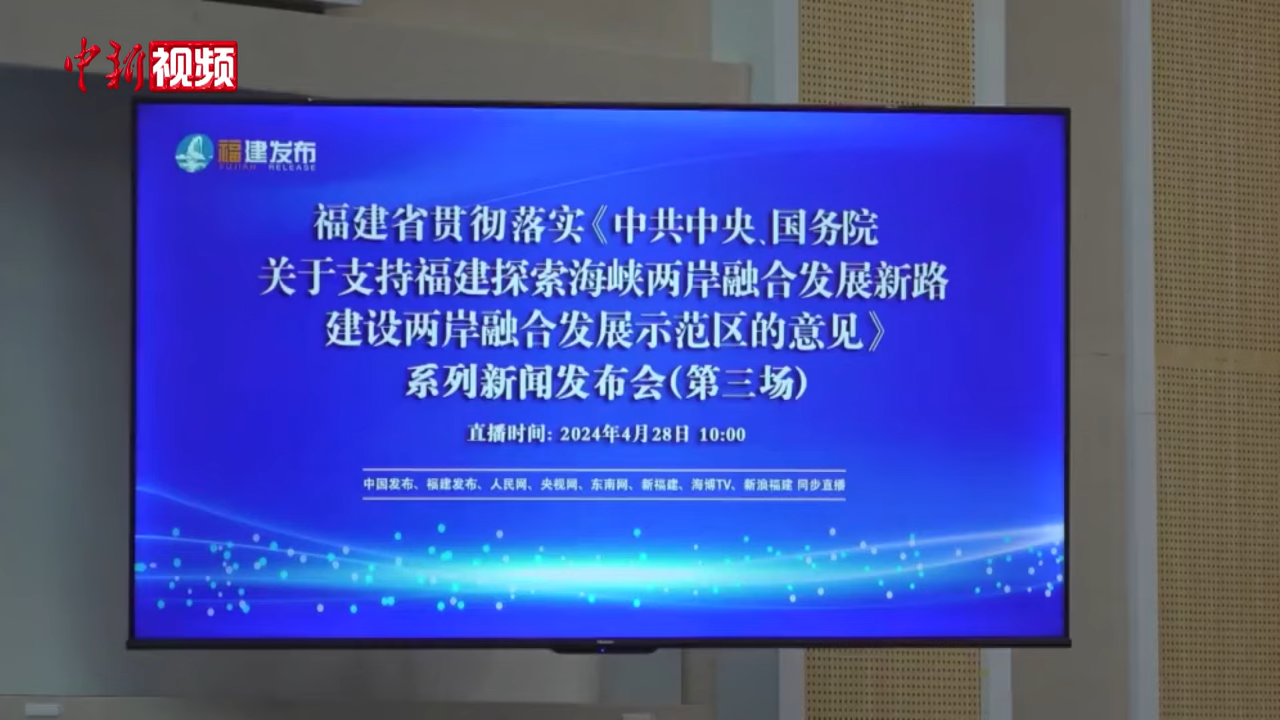 中新视频
福建发布
FUJIAN RELEASE
福建省贯彻落实《中共中央、国务院
关于支持福建探索海峡两岸融合发展新路
建设两岸融合发展示范区的意见》
系列新闻发布会(第三场)
直播时间: 2024年4月28日 10:00
中国发布、福建发布、人民网、央视网、东南网、新福建、海博TV、新浪福建 同步直播